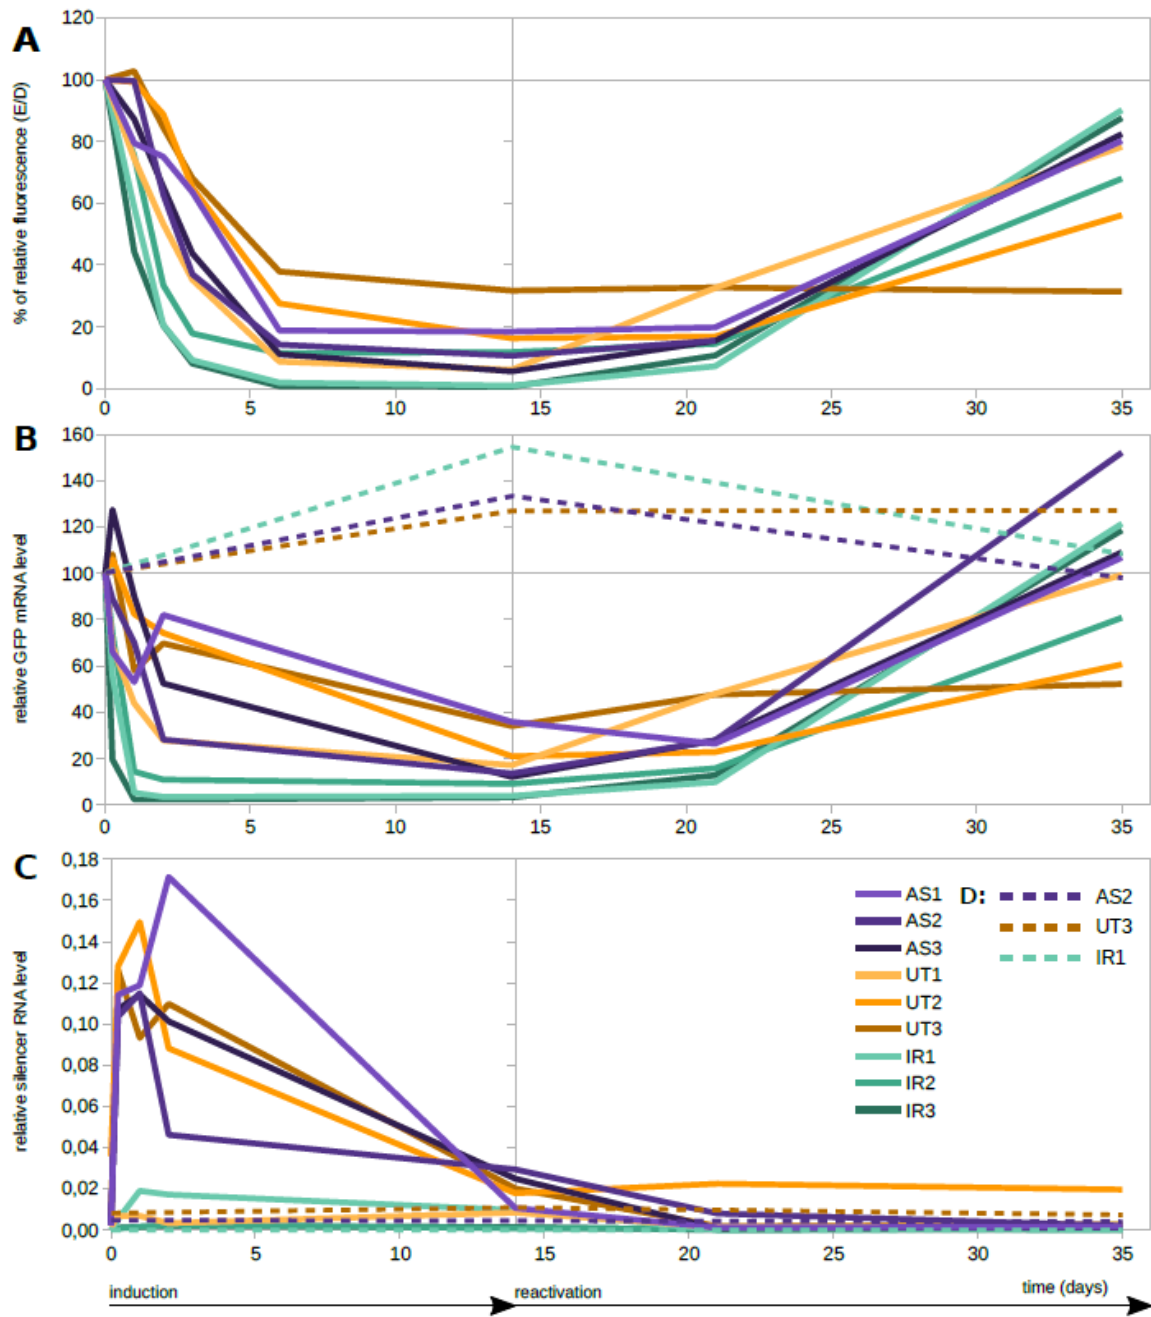 A
% of relative fluorescence (E/D)
120
100
80
60
40
20
0
0 5 10 15 20 25 30 35
B
relative GFP mRNA level
160
140
120
100
80
60
40
20
0
0 5 10 15 20 25 30 35
C
relative silencer RNA level
0,18
0,16
0,14
0,12
0,10
0,08
0,06
0,04
0,02
0,00
0 5 10 15 20 25 30 35
AS1
AS2
AS3
UT1
UT2
UT3
IR1
IR2
IR3
D:
AS2
UT3
IR1
induction
reactivation
time (days)